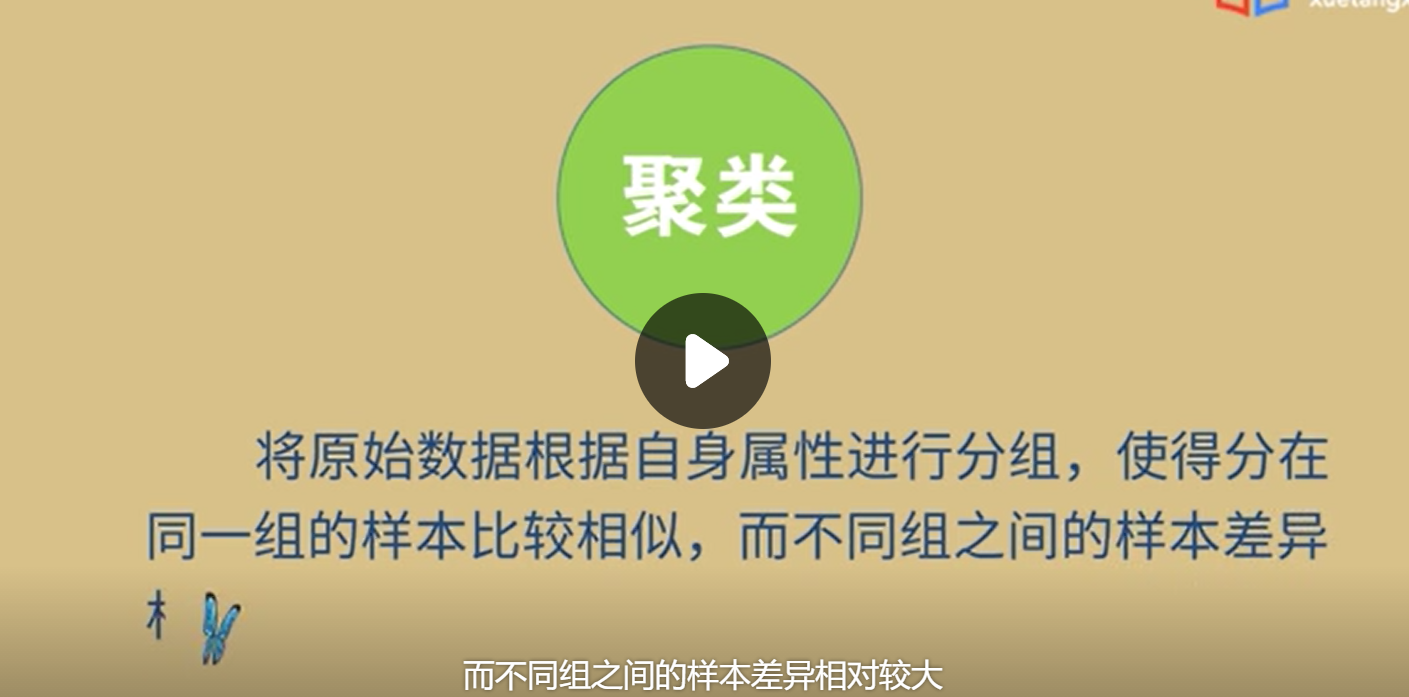 聚类
将原始数据根据自身属性进行分组，使得分在
同一组的样本比较相似，而不同组之间的样本差异
而不同组之间的样本差异相对较大